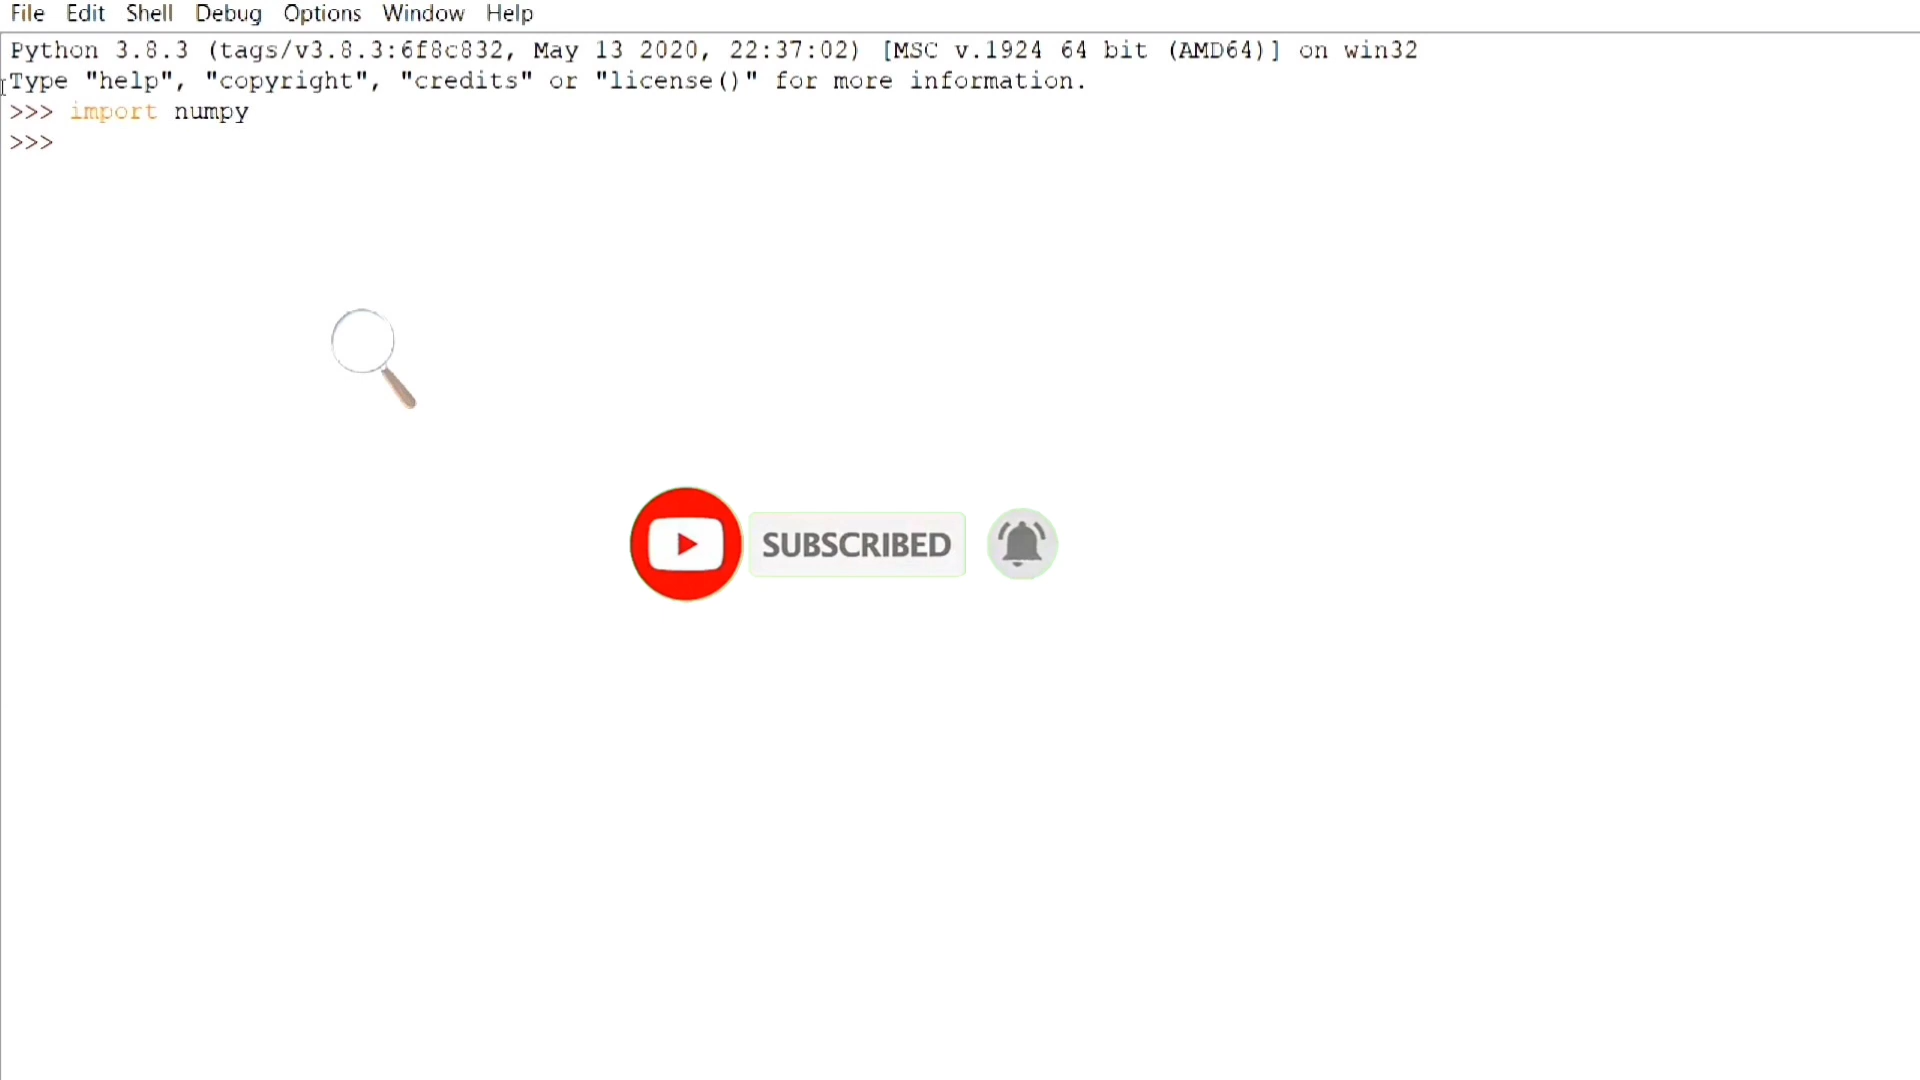 File Edit Shell Debug Options Window Help
Python 3.8.3 (tags/v3.8.3:6f8c832, May 13 2020, 22:37:02) [MSC v.1924 64 bit (AMD64)] on win32
Type "help", "copyright", "credits" or "license()" for more information.
>>> import numpy
>>>
SUBSCRIBED